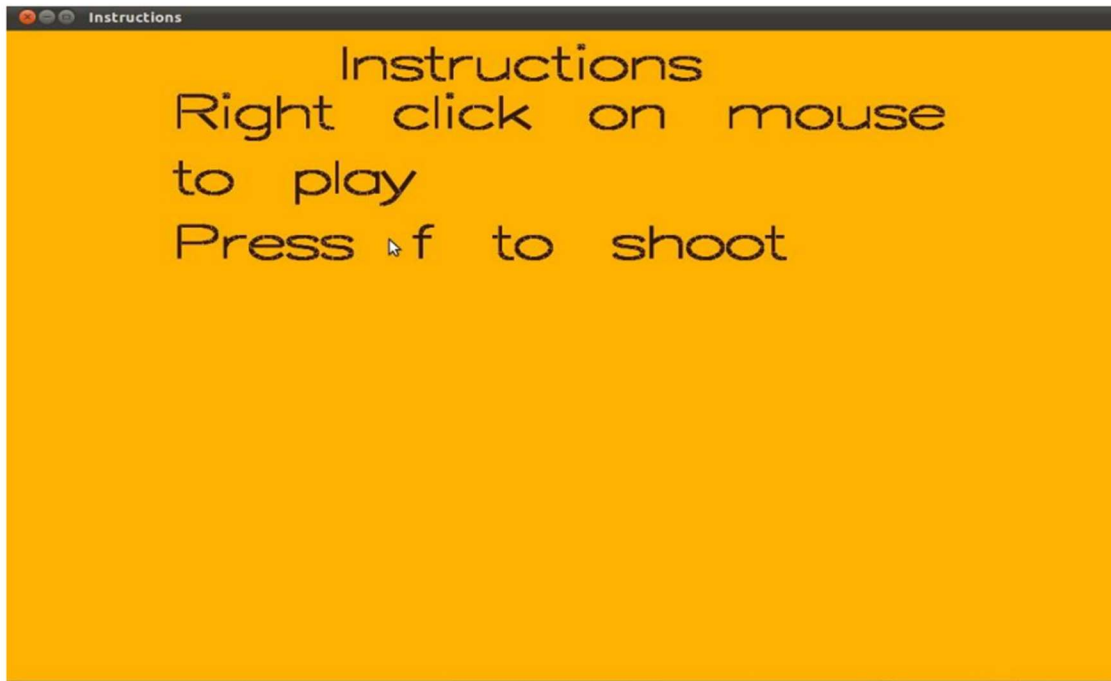 Instructions
Instructions
Right click on mouse
to play
Press f to shoot